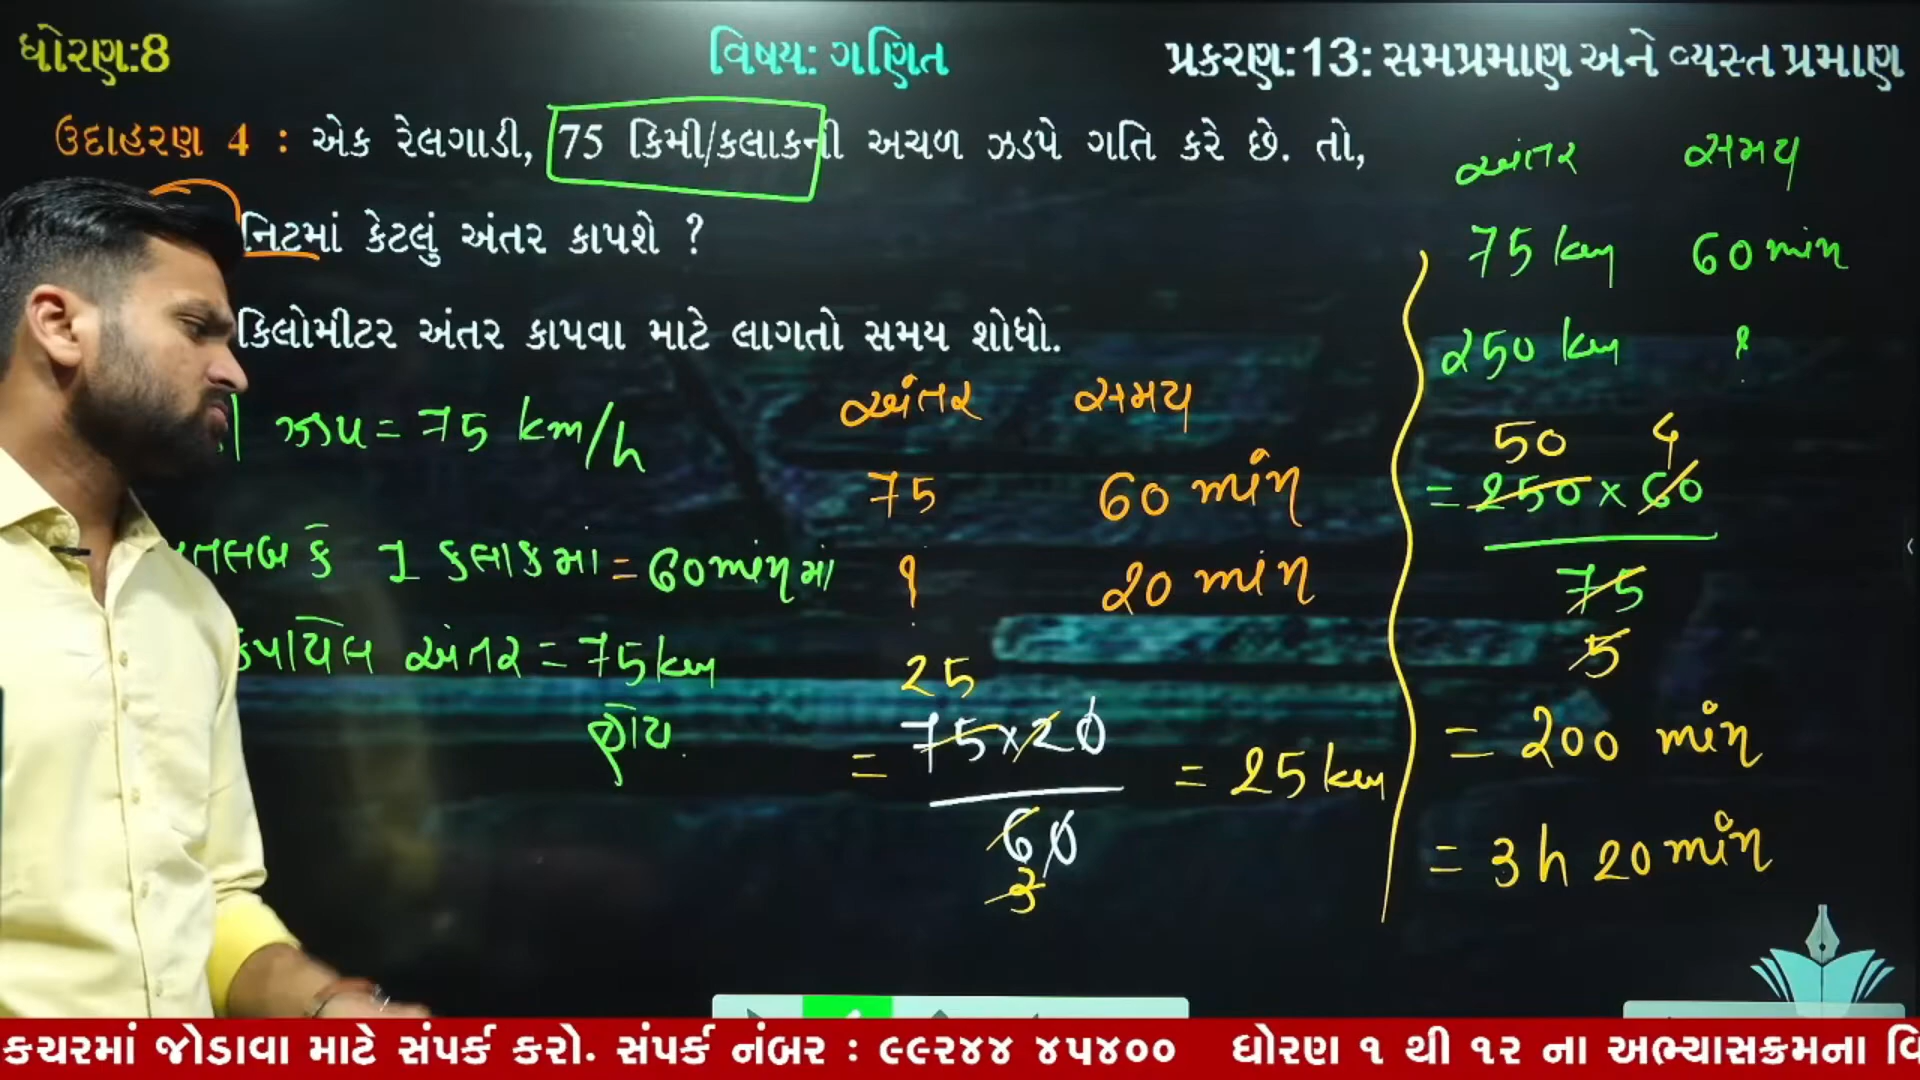 ધોરણ:8
વિષય: ગણિત
પ્રકરણ:13: સમપ્રમાણ અને વ્યસ્ત પ્રમાણ
ઉદાહરણ 4 : એક રેલગાડી, 75 કિમી/કલાકની અચળ ઝડપે ગતિ કરે છે. તો,
નિટમાં કેટલું અંતર કાપશે ?
કિલોમીટર અંતર કાપવા માટે લાગતો સમય શોધો.
ઝડપ = 75 km/h
તલબ કે 1 કલાકમાં = 60 min માં
કપાયેલ અંતર = 75 km
હોય.
અંતર સમય
75 60 min
? 20 min
25
= 75 x 20
60
3
= 25 km
અંતર સમય
75 km 60 min
250 km ?
50 4
= 250 x 60
75
5
= 200 min
= 3 h 20 min
કચરમાં જોડાવા માટે સંપર્ક કરો. સંપર્ક નંબર : ૯૯૨૪૪ ૪૫૪૦૦ ધોરણ ૧ થી ૧૨ ના અભ્યાસક્રમના વિ